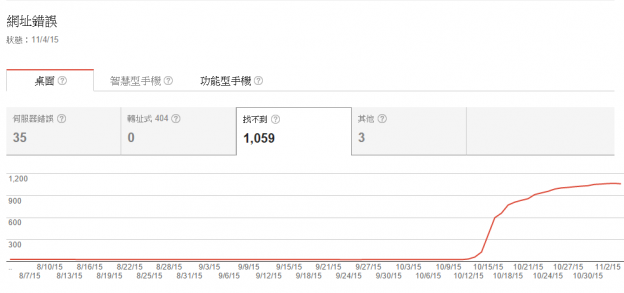 網址錯誤
狀態：11/4/15
桌面 ? 智慧型手機 ? 功能型手機 ?
伺服器錯誤 ? 轉址式 404 ? 找不到 ? 其他 ?
35 0 1,059 3
1,200
900
600
300
8/10/15 8/16/15 8/22/15 8/28/15 9/3/15 9/9/15 9/15/15 9/21/15 9/27/15 10/3/15 10/9/15 10/15/15 10/21/15 10/27/15 11/2/15
8/7/15 8/13/15 8/19/15 8/25/15 8/31/15 9/6/15 9/12/15 9/18/15 9/24/15 9/30/15 10/6/15 10/12/15 10/18/15 10/24/15 10/30/15